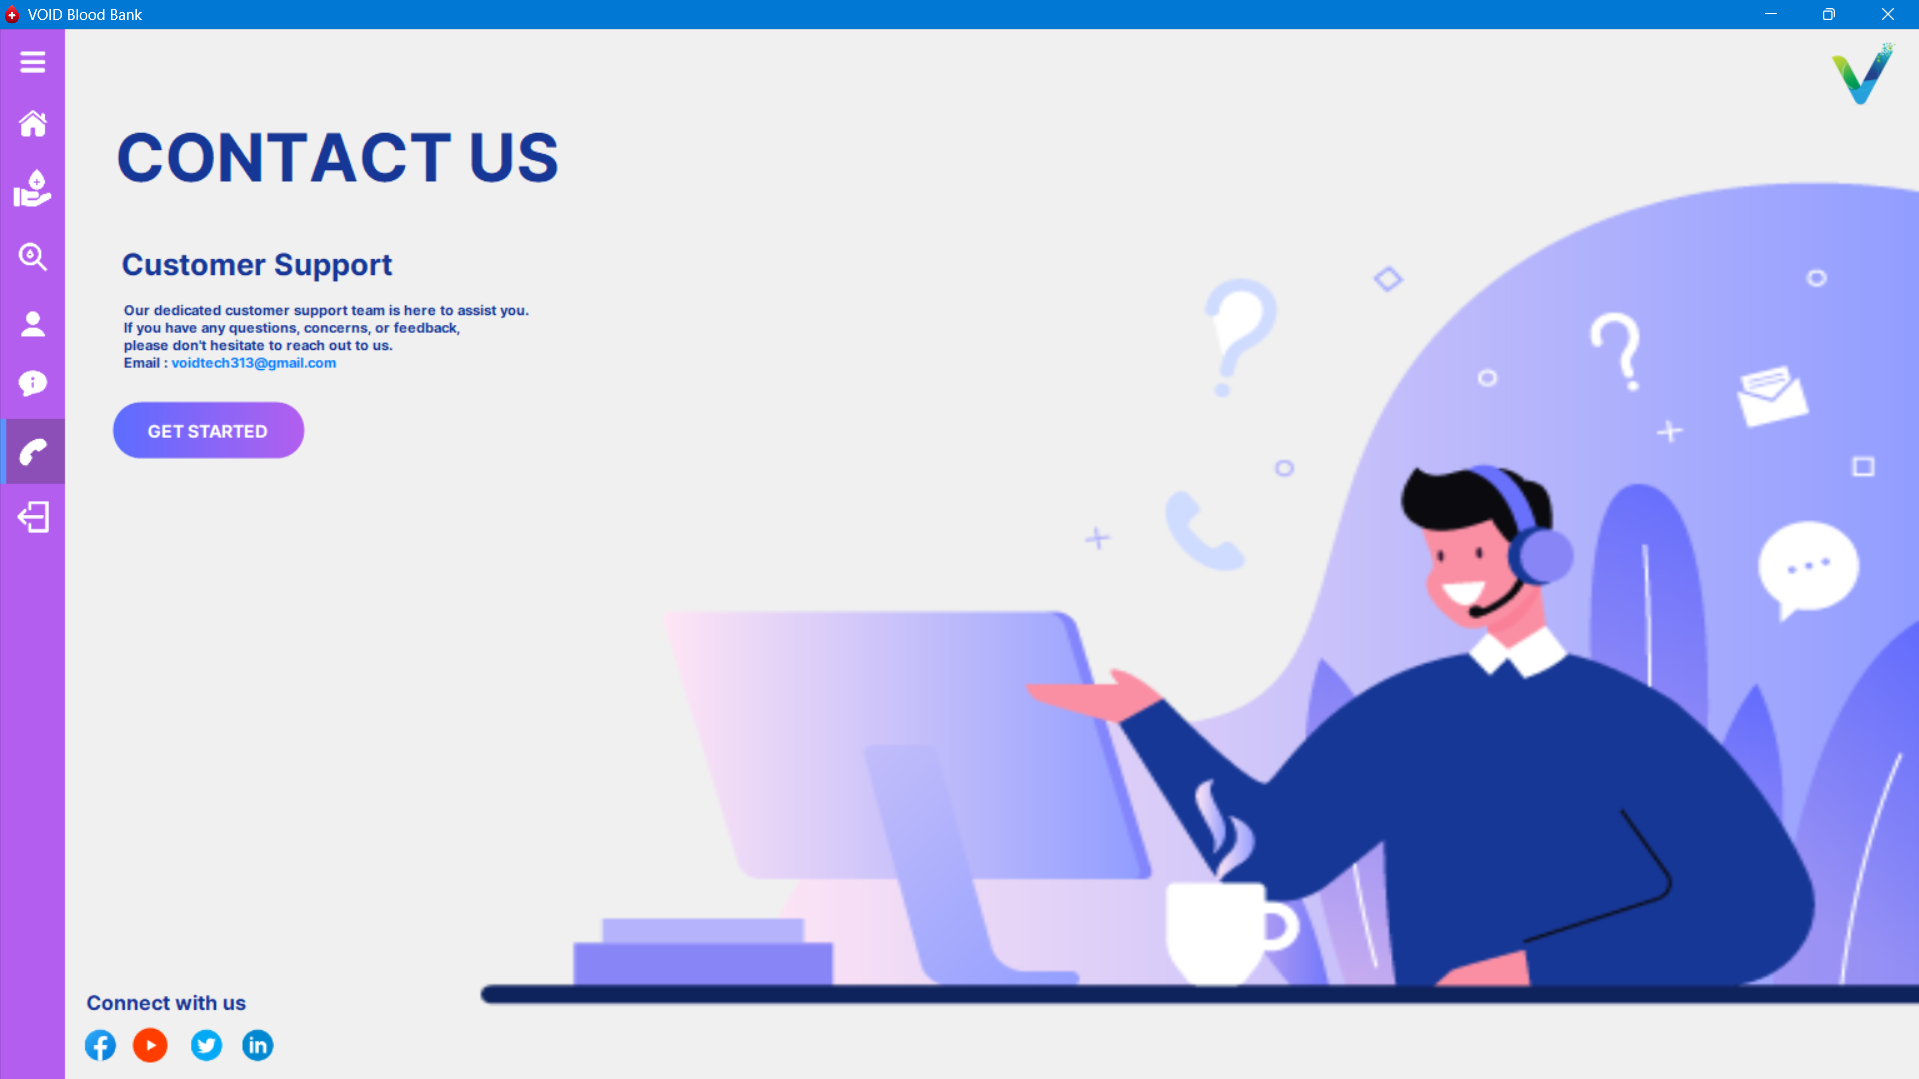 VOID Blood Bank
CONTACT US
Customer Support
Our dedicated customer support team is here to assist you.
If you have any questions, concerns, or feedback,
please don't hesitate to reach out to us.
Email : voidtech313@gmail.com
GET STARTED
Connect with us